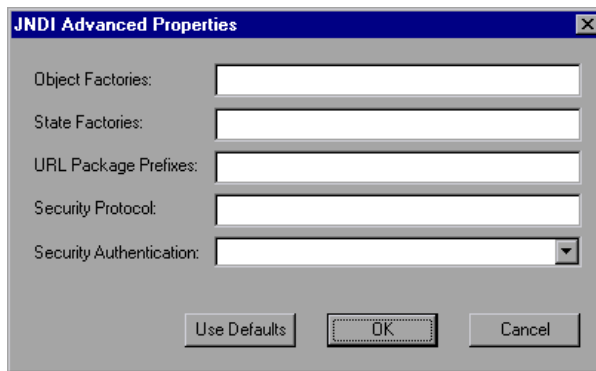 JNDI Advanced Properties
Object Factories:
State Factories:
URL Package Prefixes:
Security Protocol:
Security Authentication:
Use Defaults OK Cancel